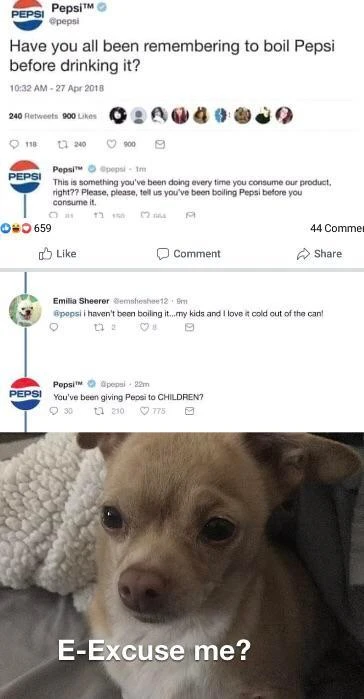 PEPSI
Pepsi™
@pepsi
Have you all been remembering to boil Pepsi
before drinking it?
10:32 AM - 27 Apr 2018
240 Retweets 900 Likes
118 240 900
PEPSI
Pepsi™ @pepsi · 1m
This is something you've been doing every time you consume our product,
right?? Please, please, tell us you've been boiling Pepsi before you
consume it.
659
44 Comme
Like Comment Share
Emilia Sheerer @emsheshee12 · 9m
@pepsi i haven't been boiling it...my kids and I love it cold out of the can!
2 8
PEPSI
Pepsi™ @pepsi · 22m
You've been giving Pepsi to CHILDREN?
30 210 775
E-Excuse me?